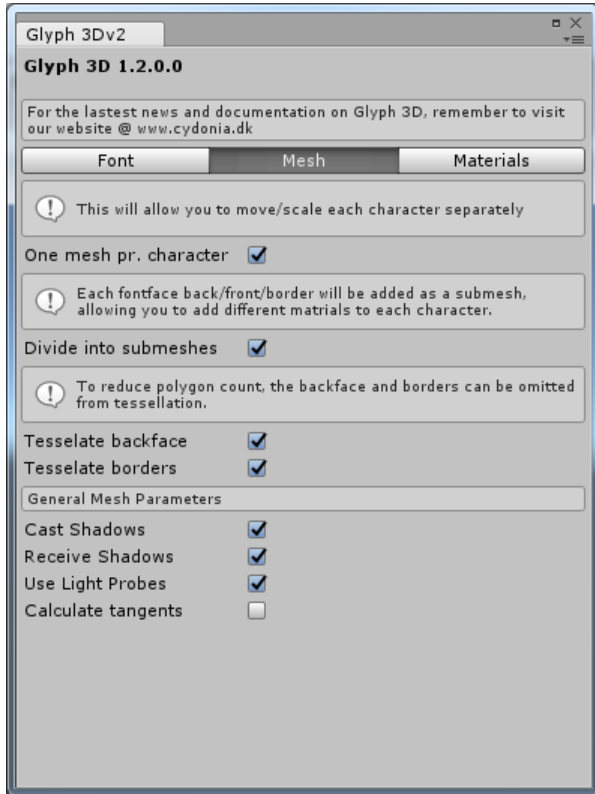 Glyph 3Dv2
Glyph 3D 1.2.0.0
For the lastest news and documentation on Glyph 3D, remember to visit
our website @ www.cydonia.dk
Font Mesh Materials
This will allow you to move/scale each character separately
One mesh pr. character
Each fontface back/front/border will be added as a submesh,
allowing you to add different matrials to each character.
Divide into submeshes
To reduce polygon count, the backface and borders can be omitted
from tessellation.
Tesselate backface
Tesselate borders
General Mesh Parameters
Cast Shadows
Receive Shadows
Use Light Probes
Calculate tangents